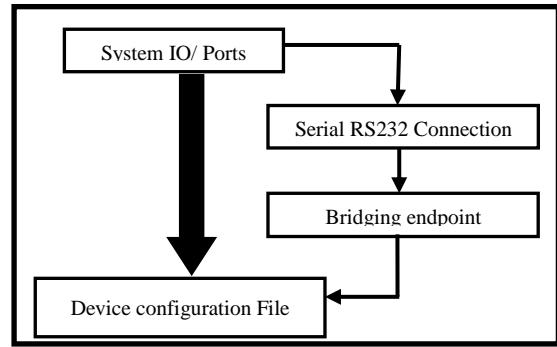 System IO/ Ports
Serial RS232 Connection
Bridging endpoint
Device configuration File